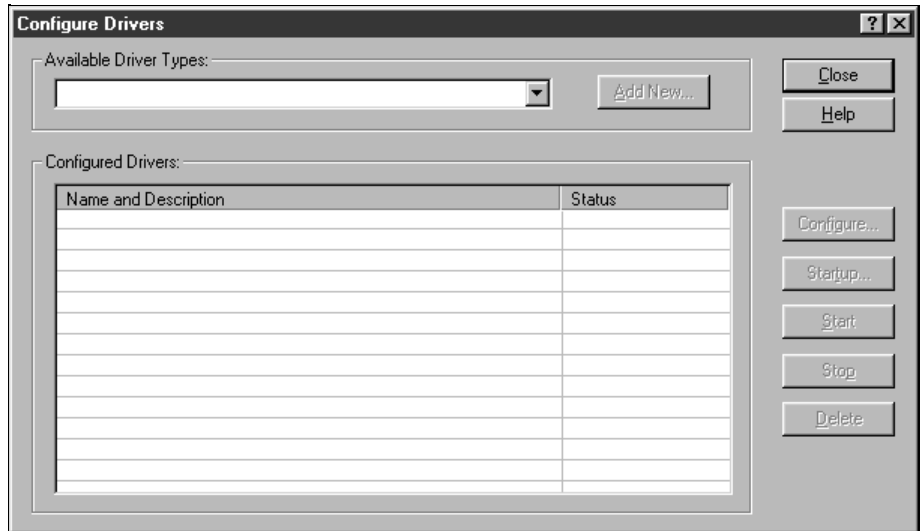 Configure Drivers
Available Driver Types:
Add New...
Close
Help
Configured Drivers:
Name and Description Status
Configure...
Startup...
Start
Stop
Delete